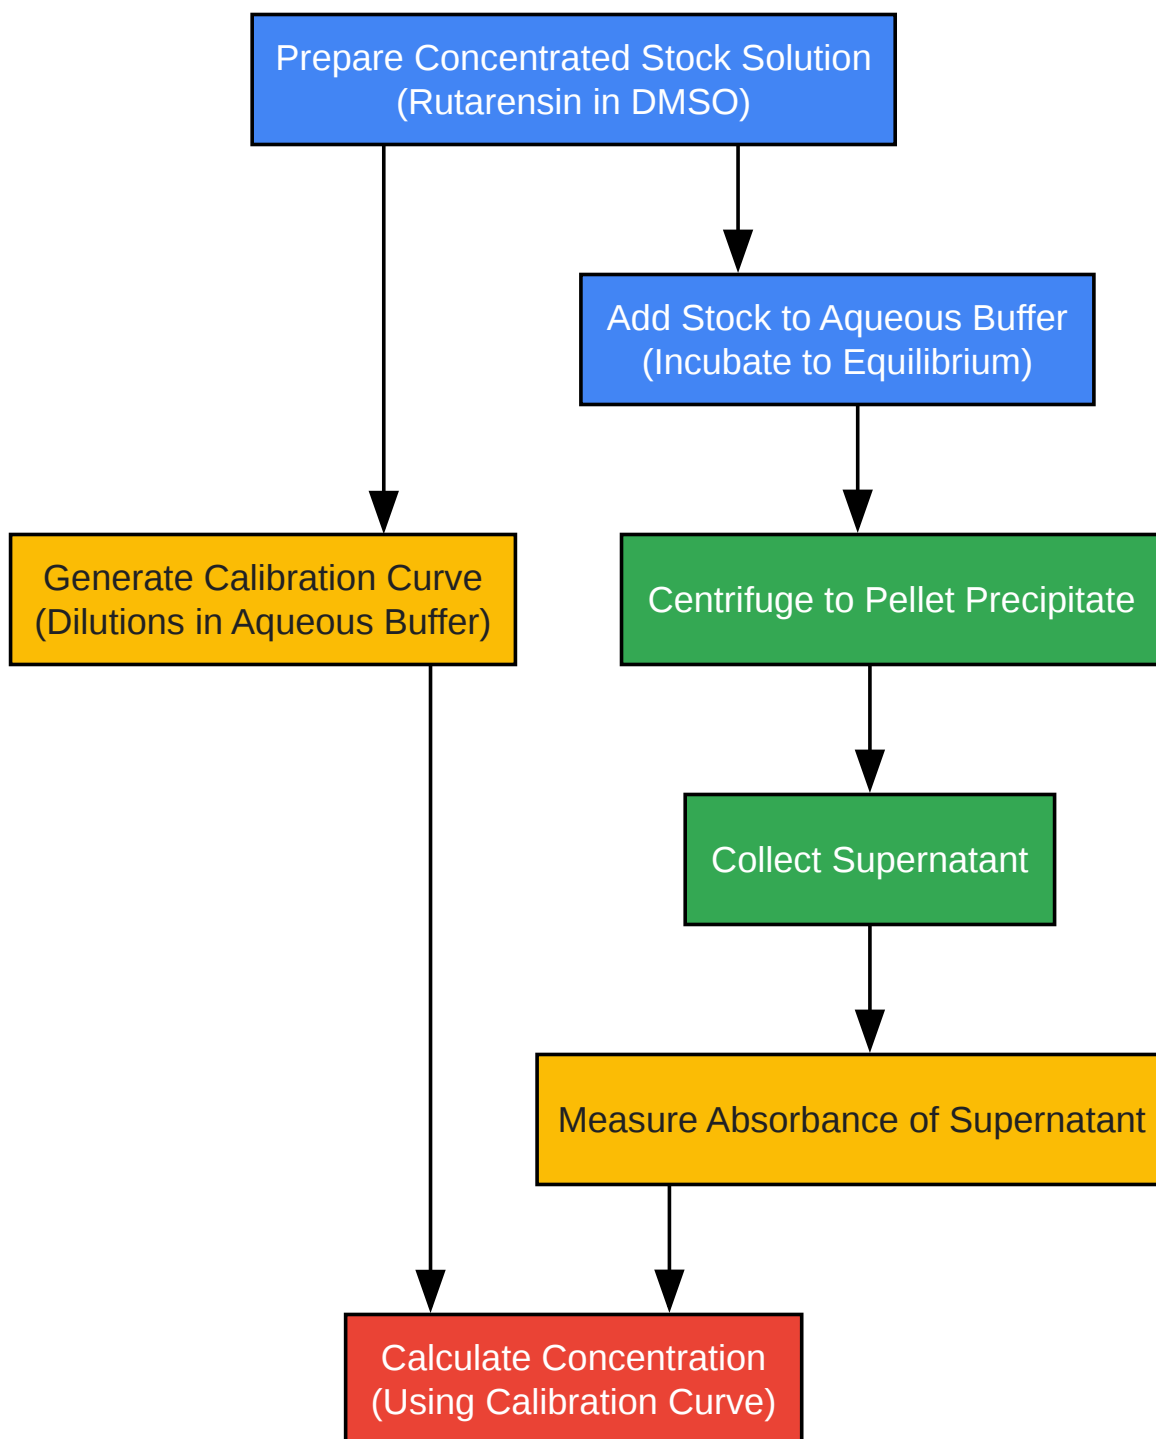 Prepare Concentrated Stock Solution
(Rutarensin in DMSO)
Add Stock to Aqueous Buffer
(Incubate to Equilibrium)
Generate Calibration Curve
(Dilutions in Aqueous Buffer)
Centrifuge to Pellet Precipitate
Collect Supernatant
Measure Absorbance of Supernatant
Calculate Concentration
(Using Calibration Curve)